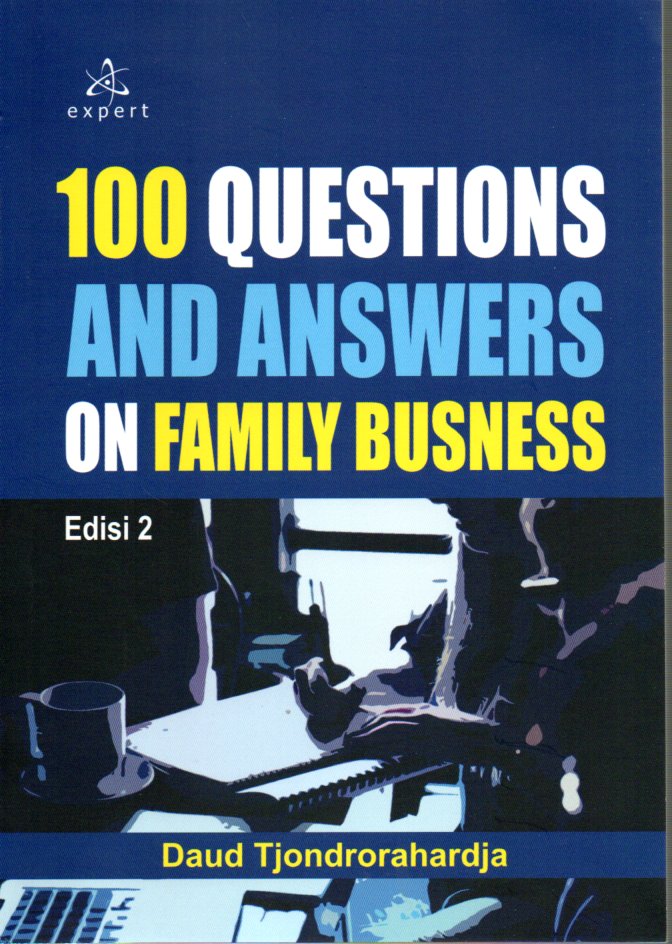 expert
100 QUESTIONS
AND ANSWERS
ON FAMILY BUSNESS
Edisi 2
Daud Tjondrorahardja